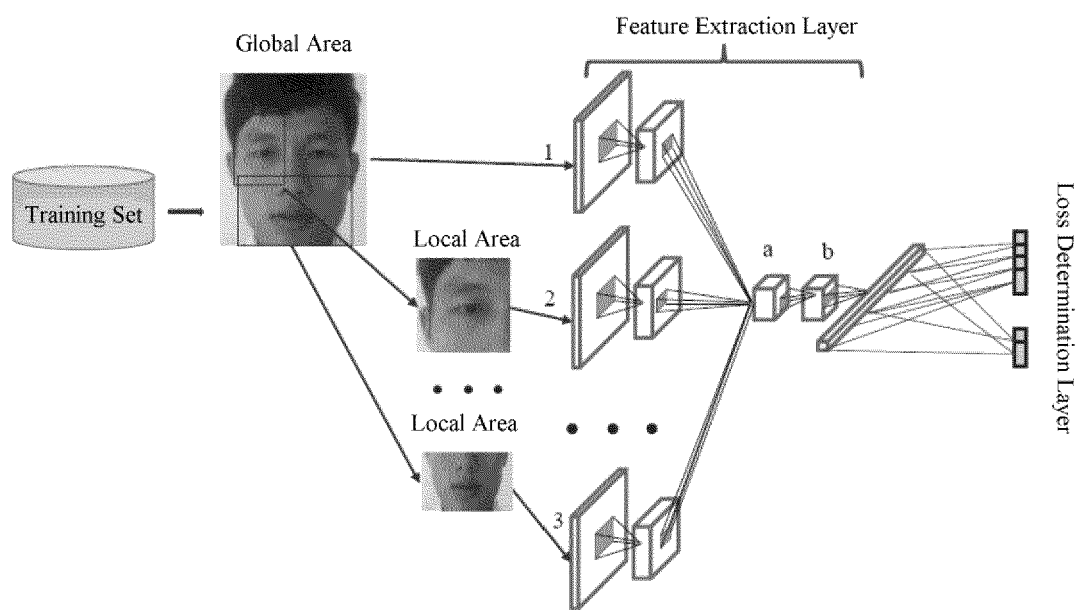 Feature Extraction Layer
Global Area
1
Training Set
Local Area
2
a
b
Loss Determination Layer
Local Area
3